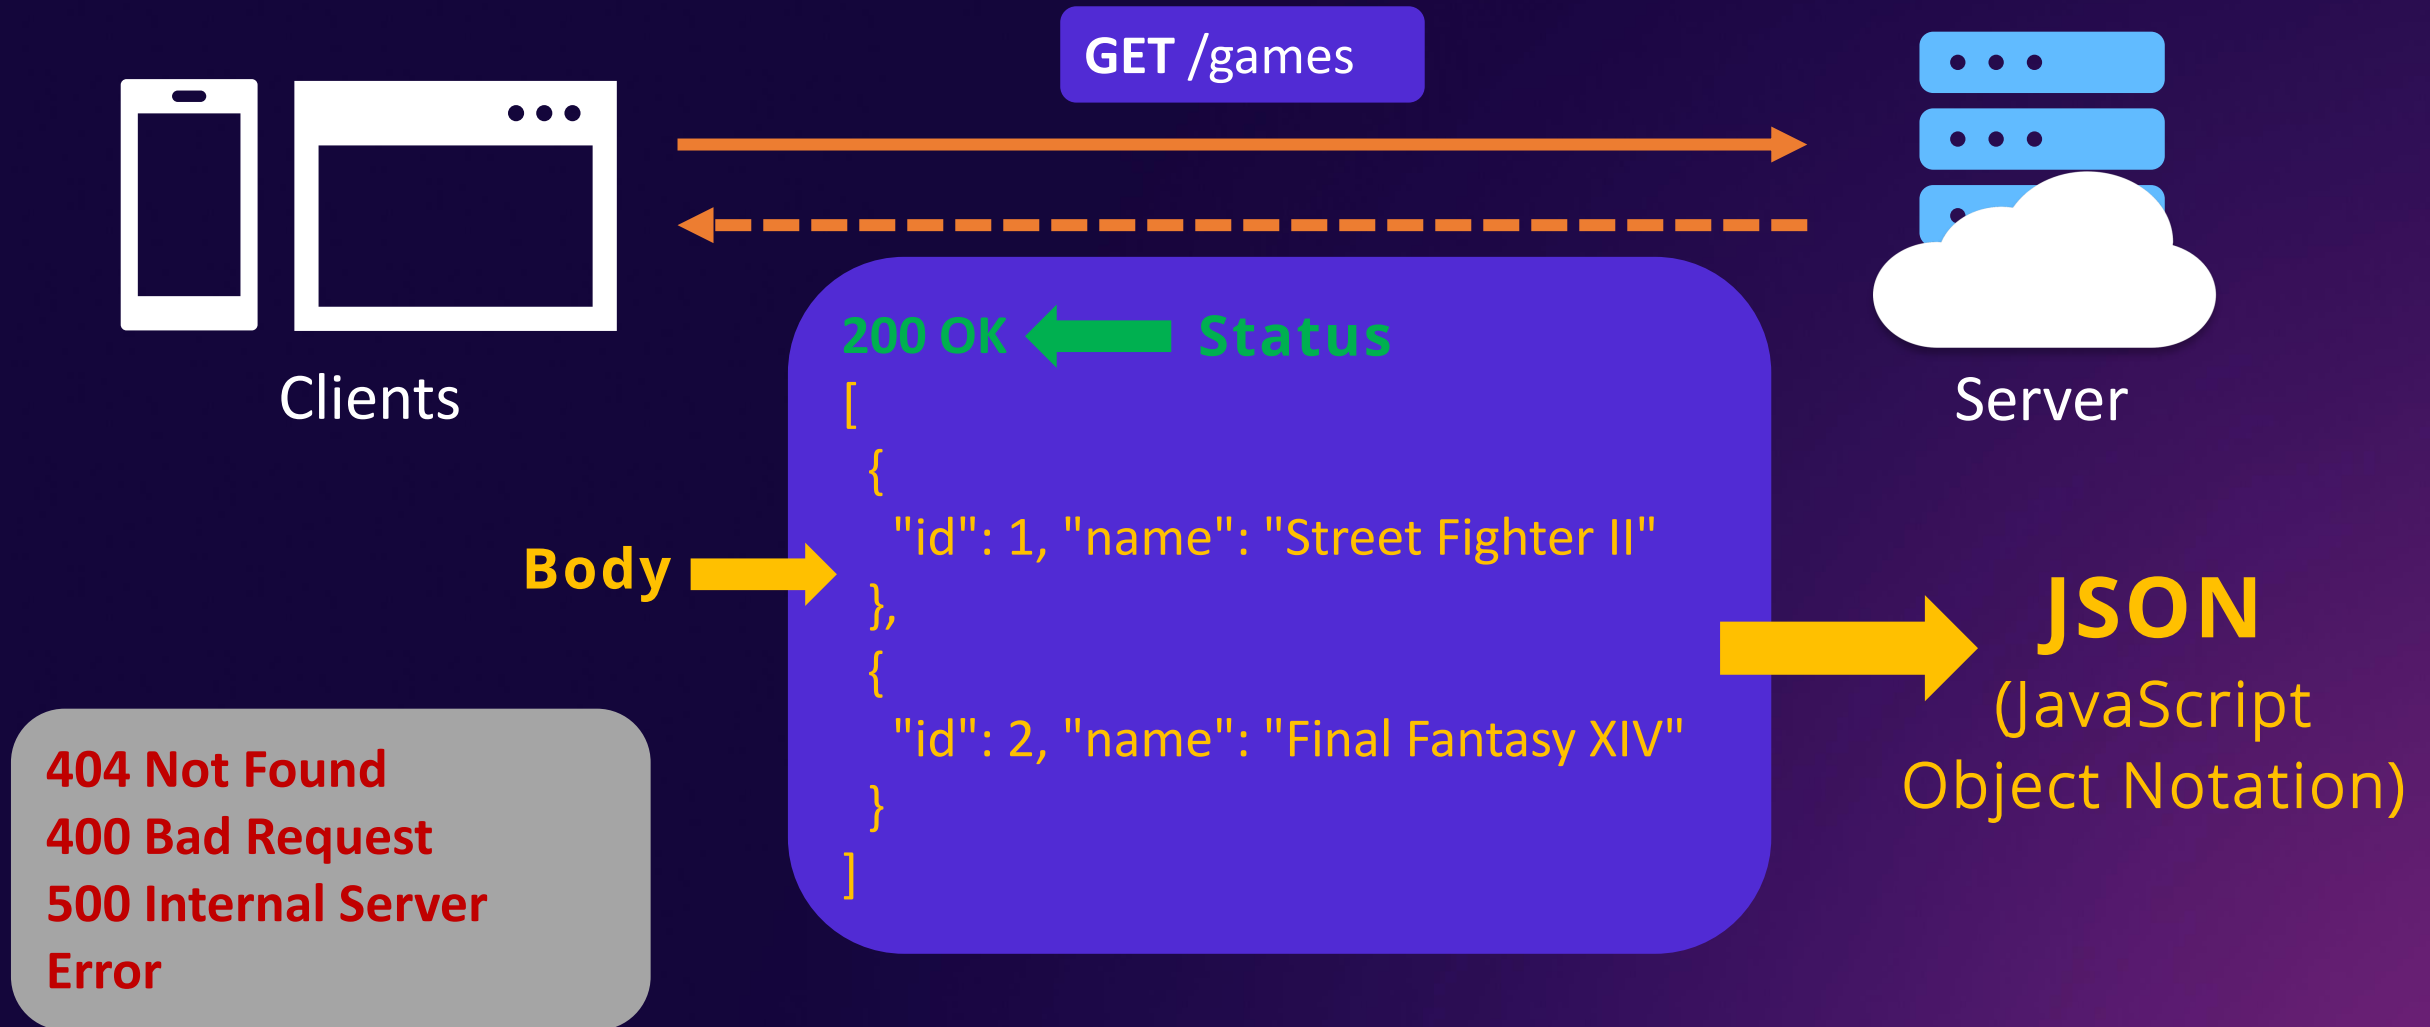 GET /games
Clients
Server
200 OK
Status
[
{
"id": 1, "name": "Street Fighter II"
},
{
"id": 2, "name": "Final Fantasy XIV"
}
]
Body
JSON
(JavaScript
Object Notation)
404 Not Found
400 Bad Request
500 Internal Server
Error